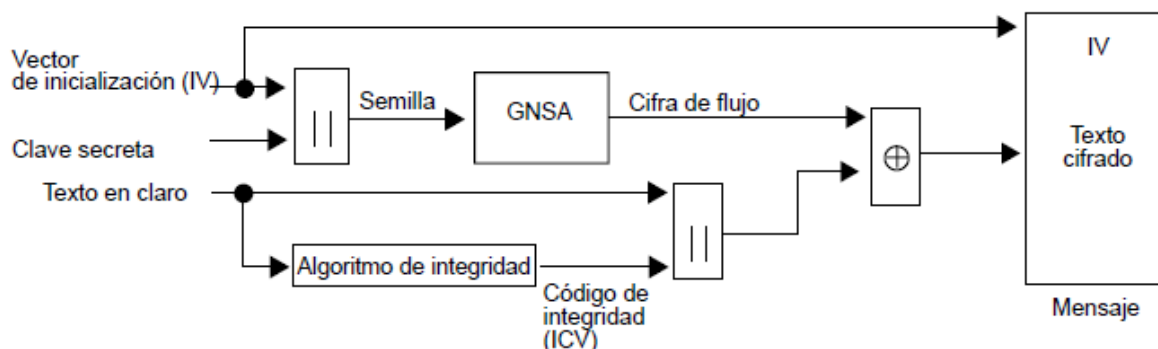 Vector
de inicialización (IV)
Clave secreta
Texto en claro
||
Semilla
GNSA
Cifra de flujo
Algoritmo de integridad
Código de
integridad
(ICV)
||
⊕
IV
Texto
cifrado
Mensaje